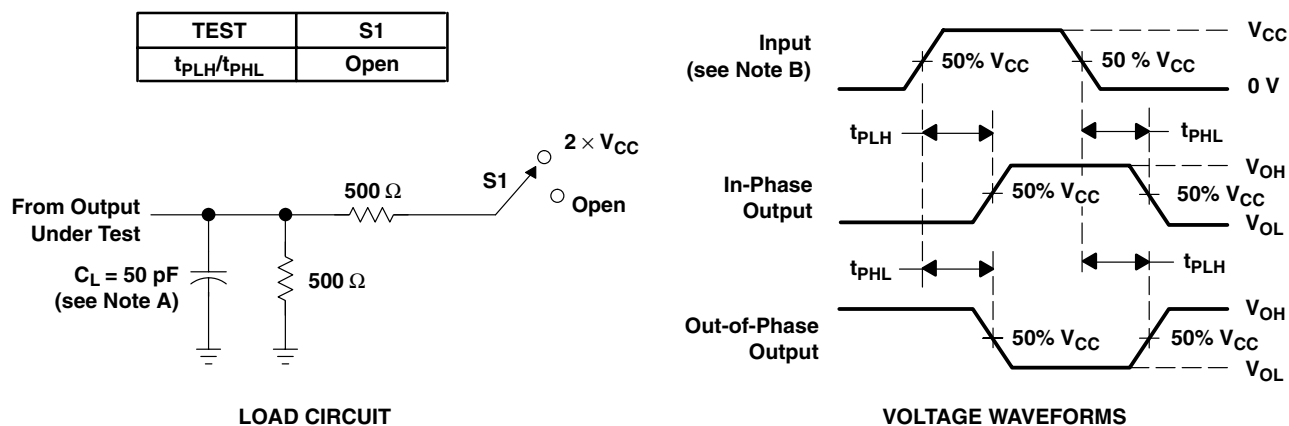 TEST S1
tPLH/tPHL Open
2 × VCC
S1
500 Ω
Open
From Output
Under Test
CL = 50 pF
(see Note A)
500 Ω
LOAD CIRCUIT
Input
(see Note B)
50% VCC
50 % VCC
VCC
0 V
tPLH
tPHL
In-Phase
Output
50% VCC
50% VCC
VOH
VOL
tPHL
tPLH
Out-of-Phase
Output
50% VCC
50% VCC
VOH
VOL
VOLTAGE WAVEFORMS